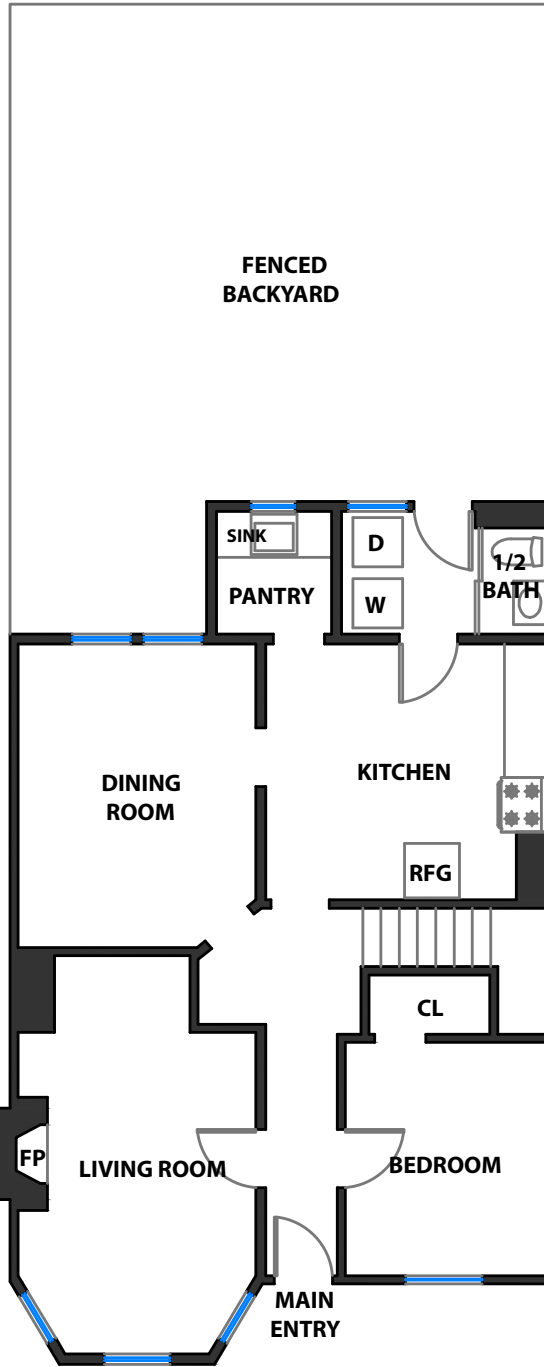 FENCED
BACKYARD
SINK
D
1/2
BATH
PANTRY
W
DINING
ROOM
KITCHEN
RFG
CL
FP
LIVING ROOM
BEDROOM
MAIN
ENTRY